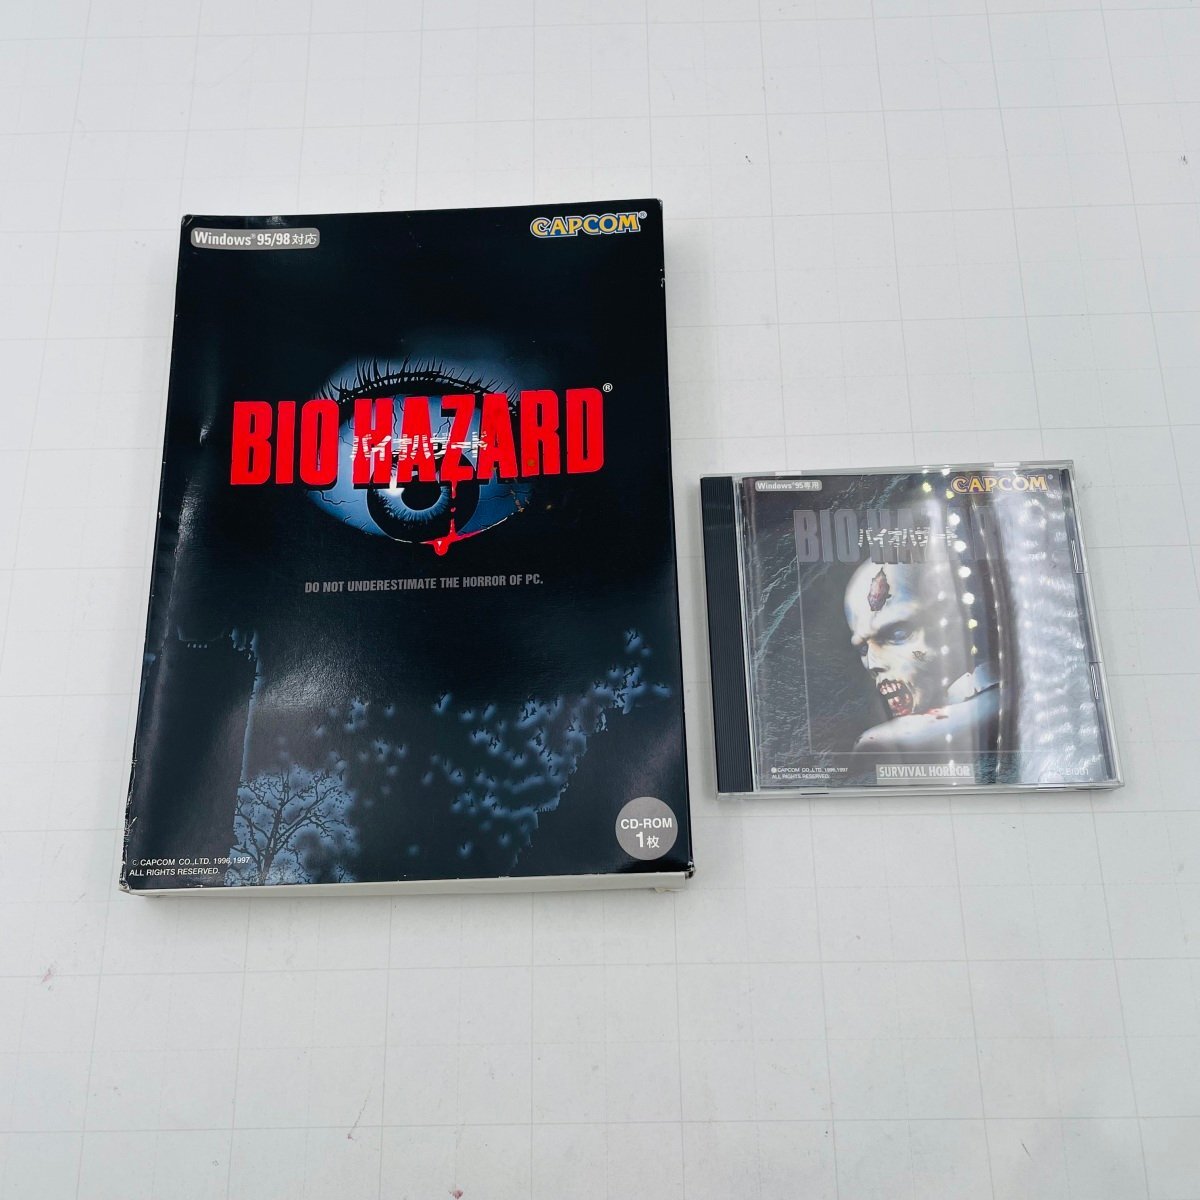 Windows® 95/98 対応
CAPCOM®
BIO HAZARD®
バイオハザード
DO NOT UNDERESTIMATE THE HORROR OF PC.
CD-ROM
1枚
© CAPCOM CO.,LTD. 1996,1997
ALL RIGHTS RESERVED.
Windows® 95専用
CAPCOM®
BIO HAZARD
バイオハザード
© CAPCOM CO.,LTD. 1996,1997
ALL RIGHTS RESERVED.
SURVIVAL HORROR